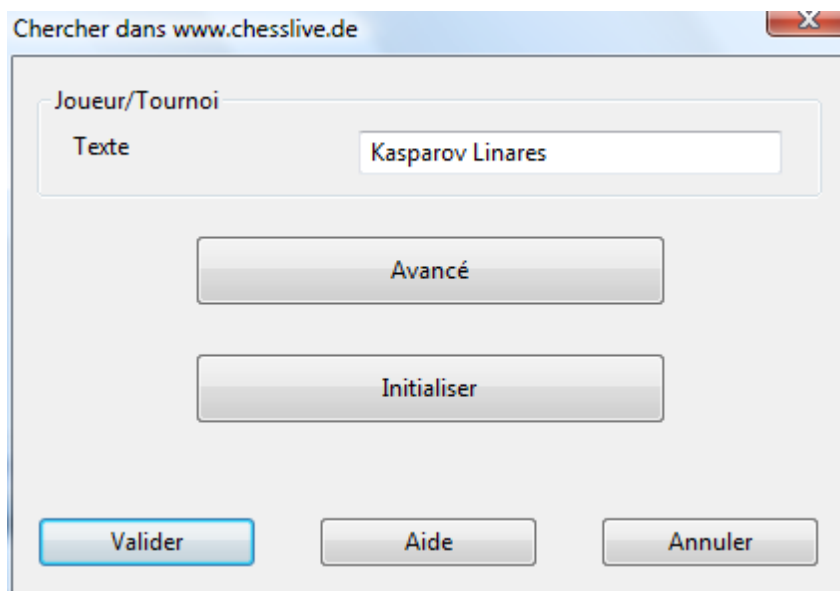 Chercher dans www.chesslive.de
Joueur/Tournoi
Texte Kasparov Linares
Avancé
Initialiser
Valider Aide Annuler